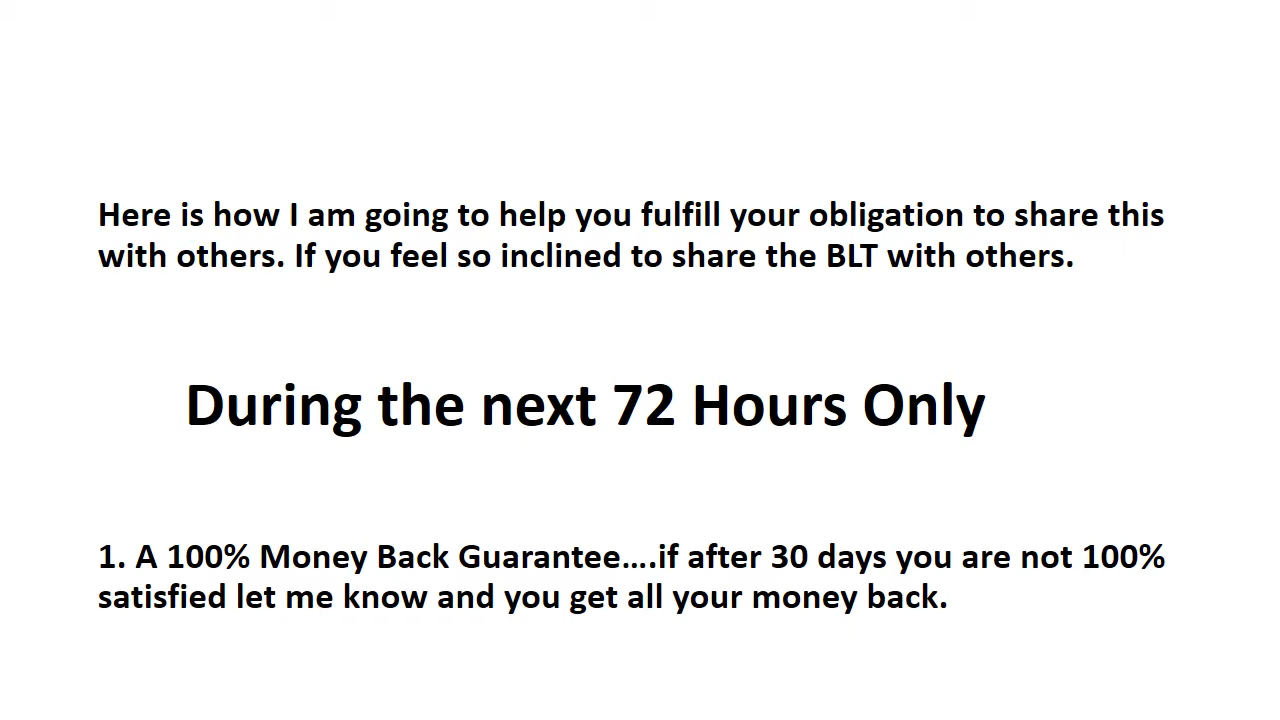 Here is how I am going to help you fulfill your obligation to share this
with others. If you feel so inclined to share the BLT with others.
During the next 72 Hours Only
1. A 100% Money Back Guarantee....if after 30 days you are not 100%
satisfied let me know and you get all your money back.